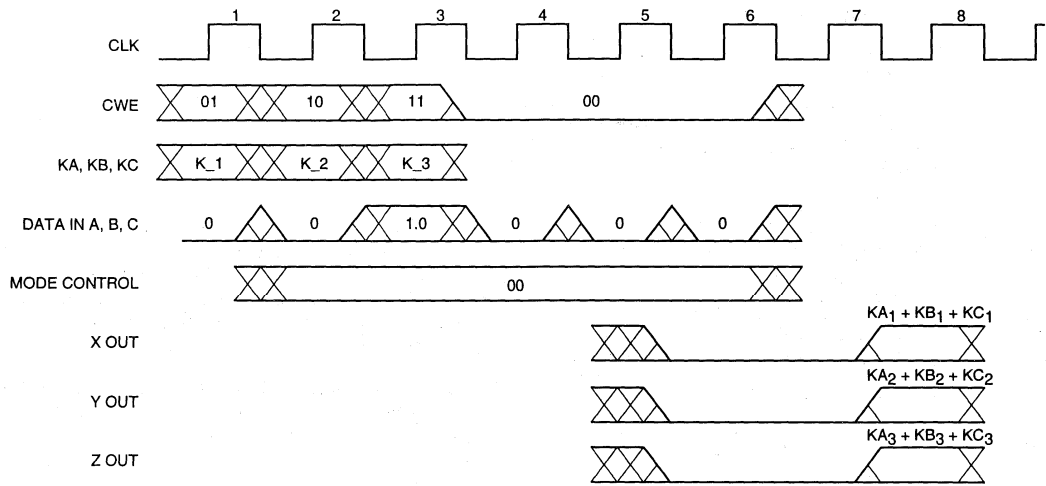 1 2 3 4 5 6 7 8
CLK
CWE 01 10 11 00
KA, KB, KC K_1 K_2 K_3
DATA IN A, B, C 0 0 1.0 0 0 0
MODE CONTROL 00
KA1 + KB1 + KC1
X OUT
KA2 + KB2 + KC2
Y OUT
KA3 + KB3 + KC3
Z OUT